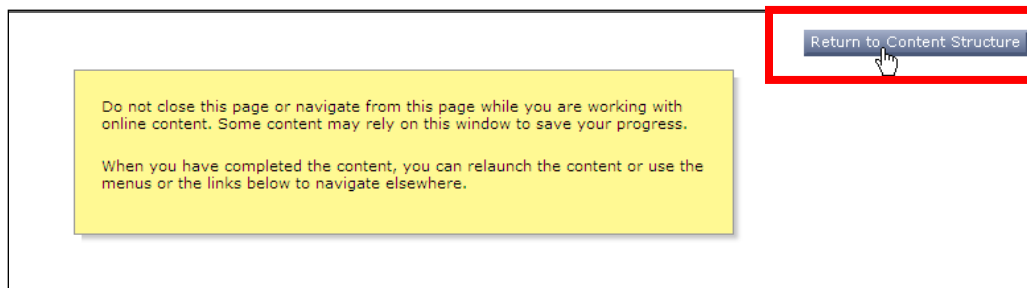 Return to Content Structure
Do not close this page or navigate from this page while you are working with
online content. Some content may rely on this window to save your progress.
When you have completed the content, you can relaunch the content or use the
menus or the links below to navigate elsewhere.